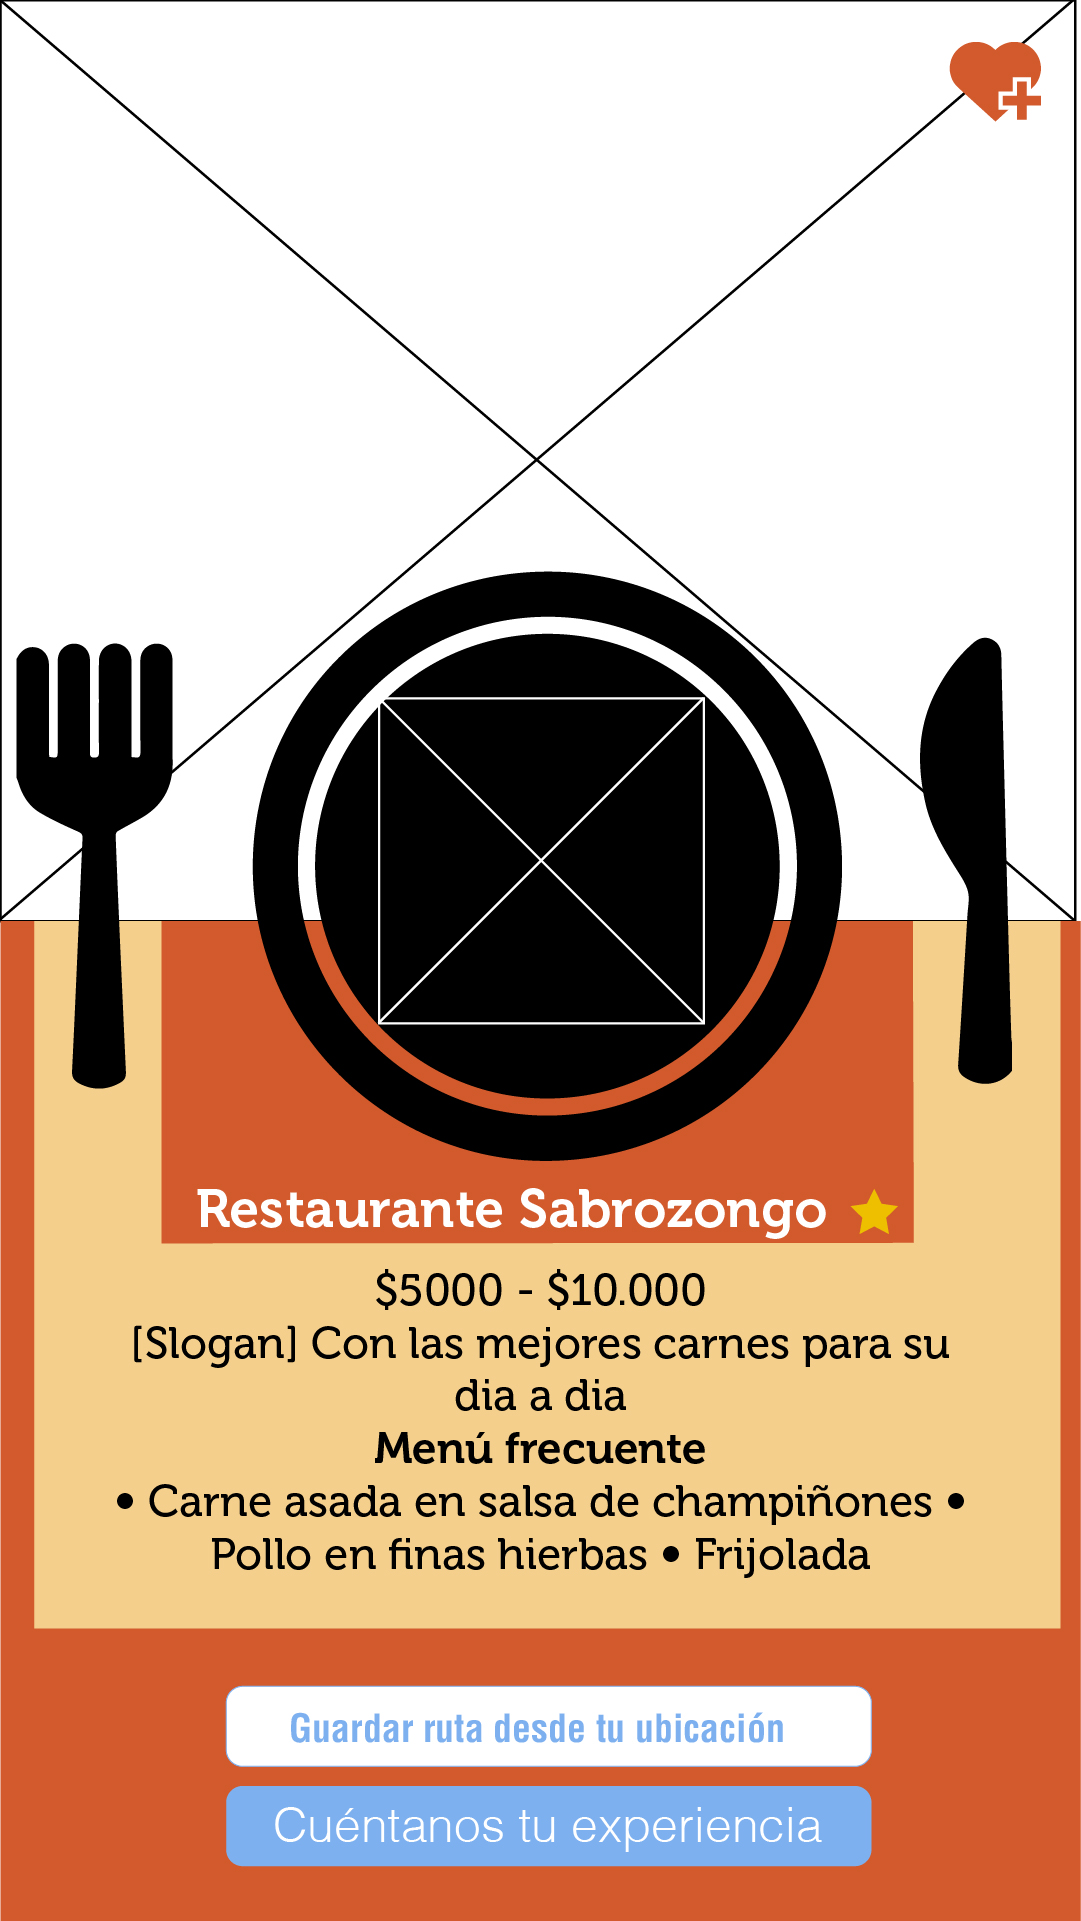 Restaurante Sabrozongo
$5000 - $10.000
[Slogan] Con las mejores carnes para su
dia a dia
Menú frecuente
• Carne asada en salsa de champiñones •
Pollo en finas hierbas • Frijolada
Guardar ruta desde tu ubicación
Cuéntanos tu experiencia